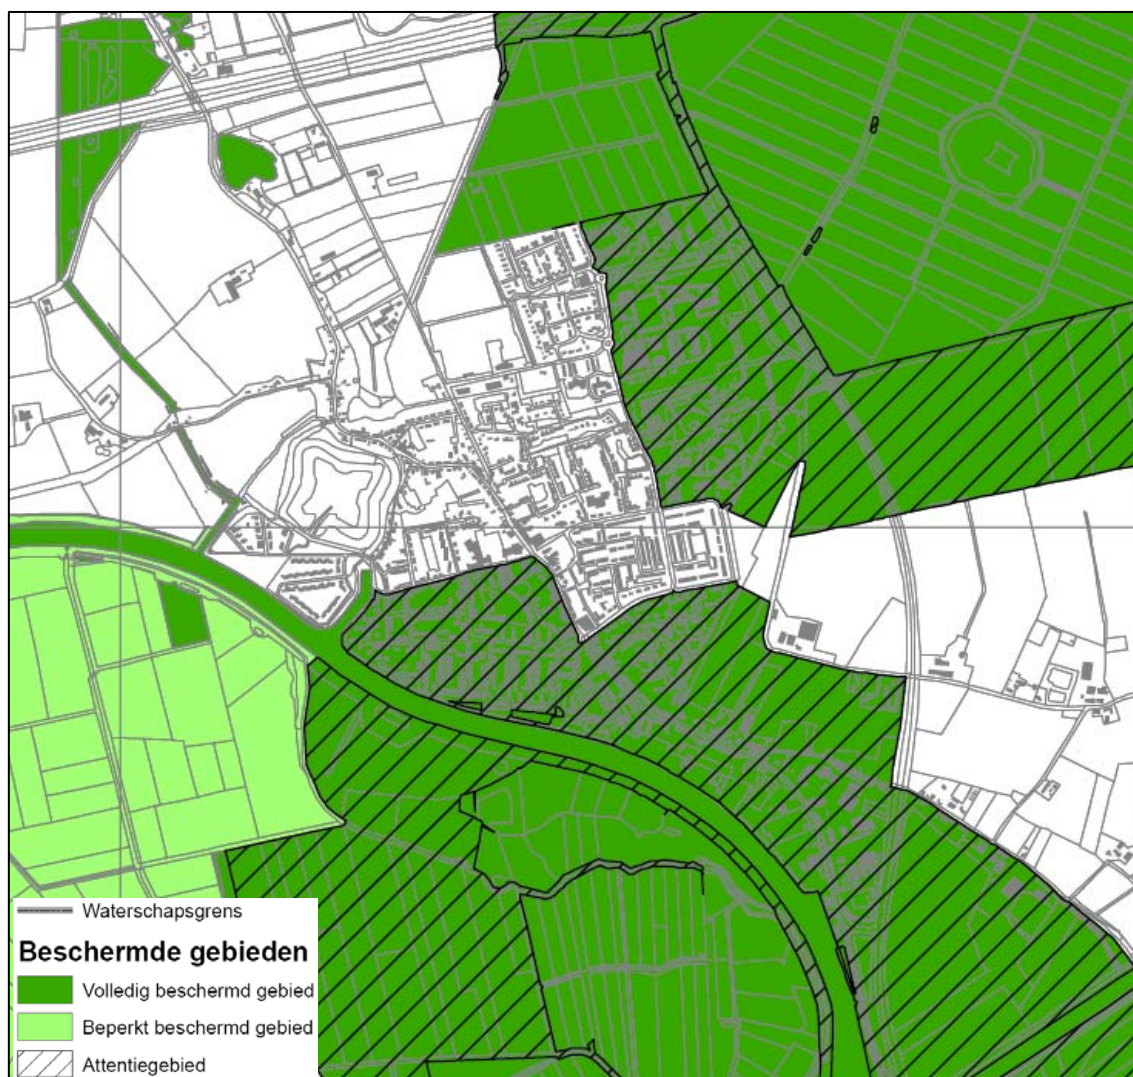 Waterschapsgrens
Beschermde gebieden
Volledig beschermd gebied
Beperkt beschermd gebied
Attentiegebied